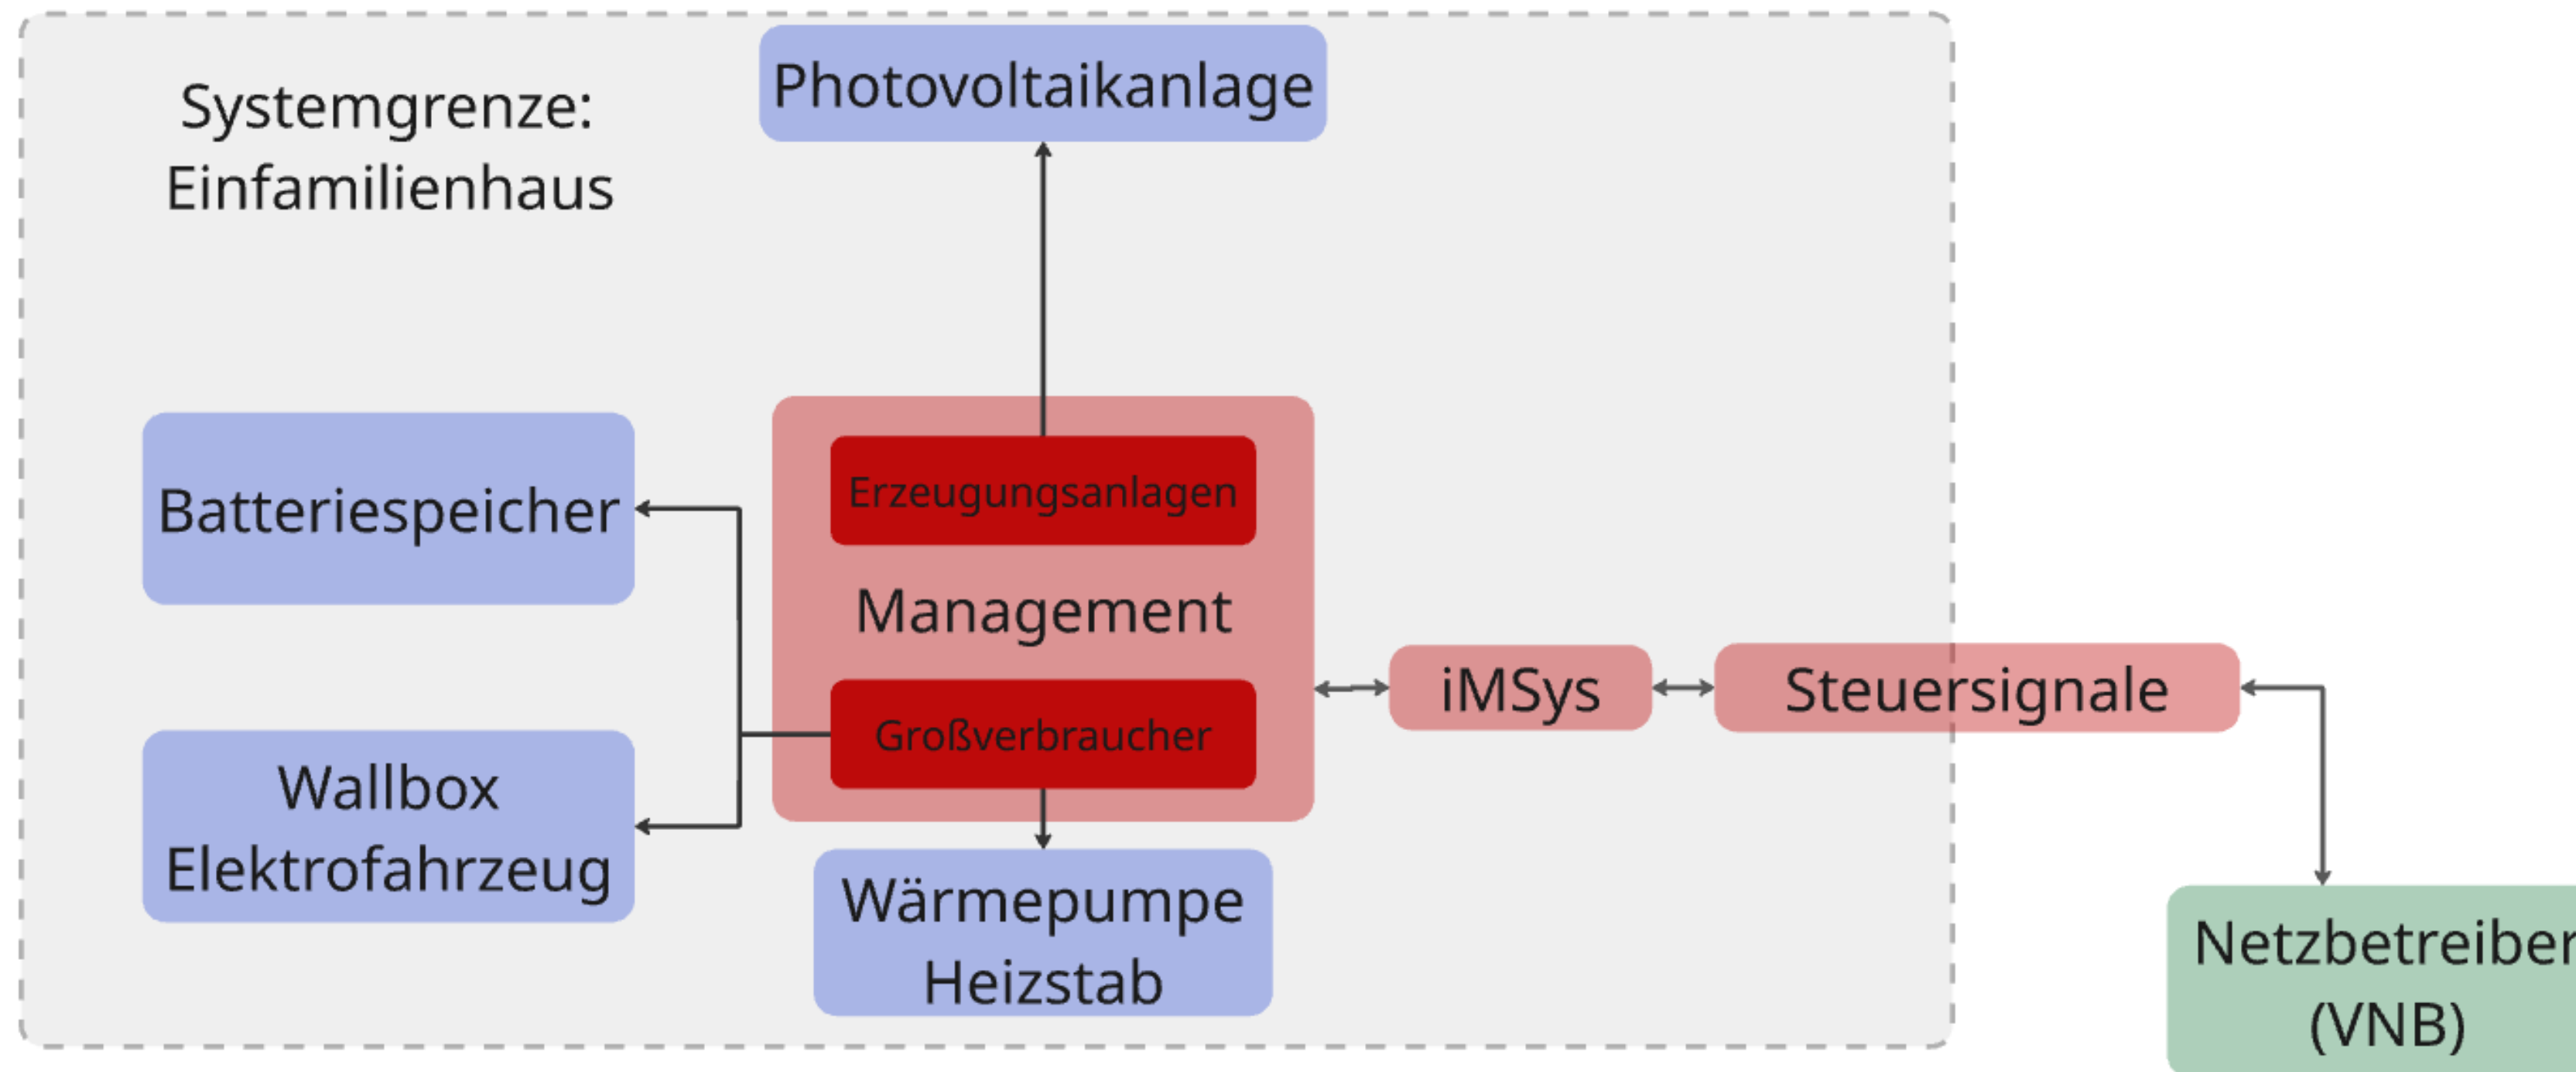 Systemgrenze:
Einfamilienhaus
Photovoltaikanlage
Batteriespeicher
Erzeugungsanlagen
Management
Großverbraucher
iMSys
Steuersignale
Wallbox
Elektrofahrzeug
Wärmepumpe
Heizstab
Netzbetreiber
(VNB)